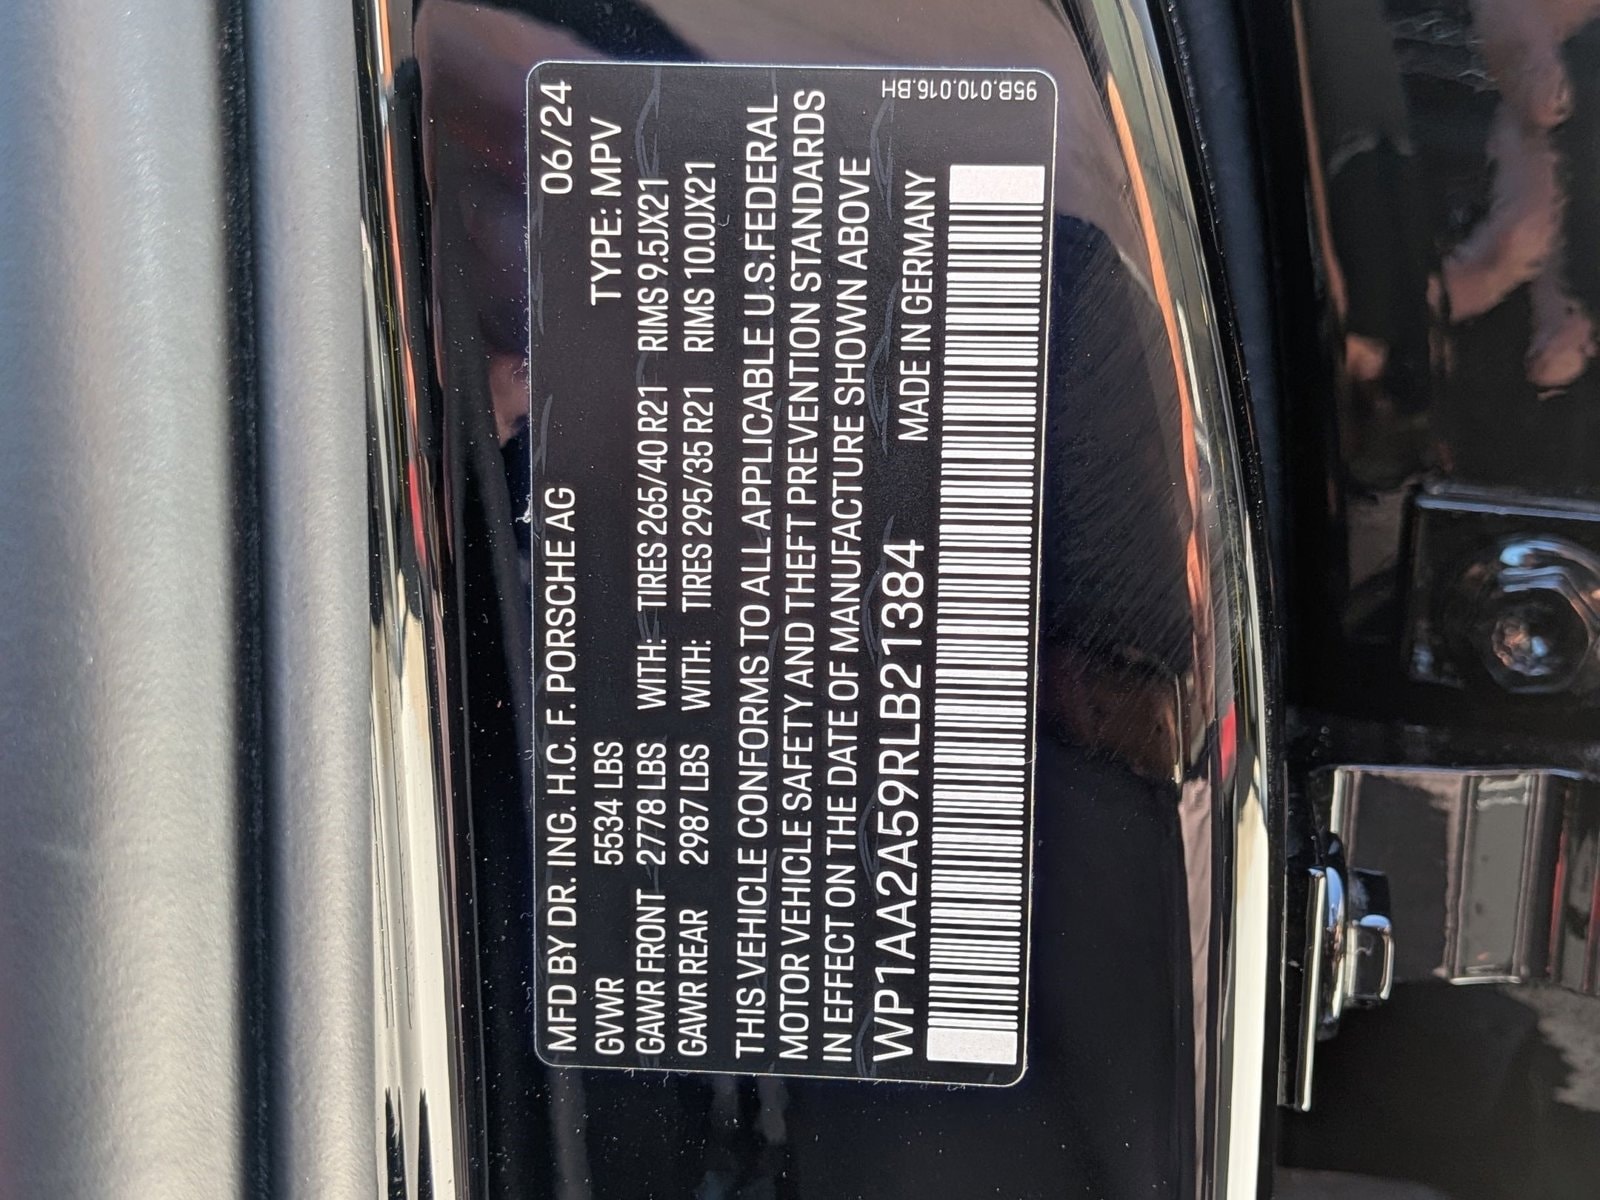 MFD BY DR. ING. H.C. F. PORSCHE AG 06/24
GVWR 5534 LBS TYPE: MPV
GAWR FRONT 2778 LBS WITH: TIRES 265/40 R21 RIMS 9.5JX21
GAWR REAR 2987 LBS WITH: TIRES 295/35 R21 RIMS 10.0JX21
THIS VEHICLE CONFORMS TO ALL APPLICABLE U.S. FEDERAL
MOTOR VEHICLE SAFETY AND THEFT PREVENTION STANDARDS
IN EFFECT ON THE DATE OF MANUFACTURE SHOWN ABOVE
WP1AA2A59RLB21384 MADE IN GERMANY
95B.010.016.BH